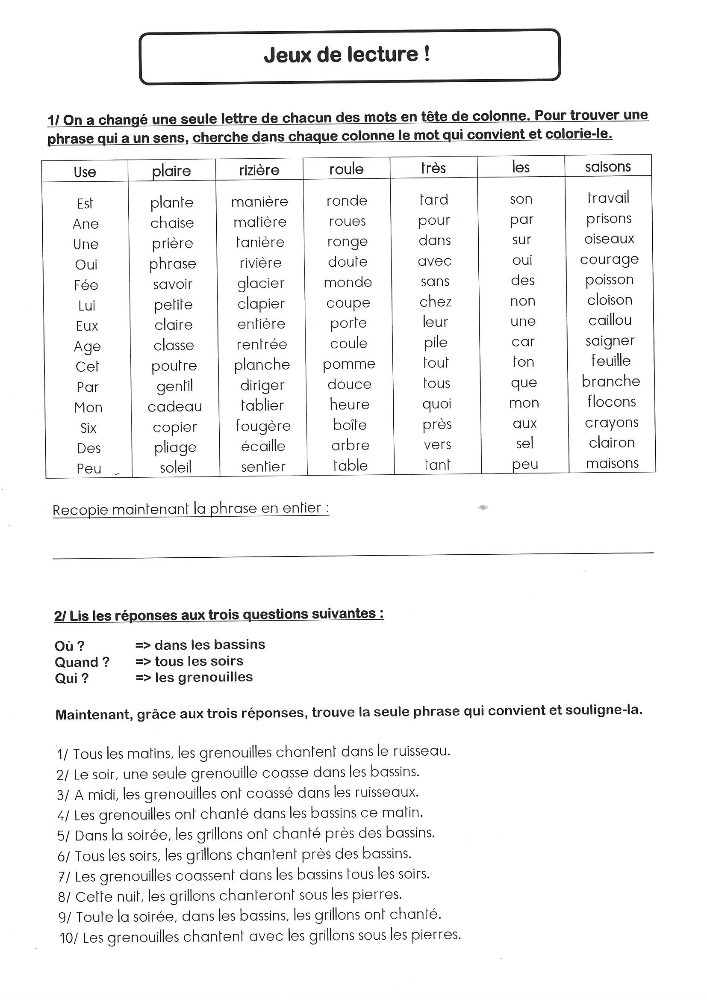 Jeux de lecture !
1/ On a changé une seule lettre de chacun des mots en tête de colonne. Pour trouver une
phrase qui a un sens, cherche dans chaque colonne le mot qui convient et colorie-le.
Use plaire rizière roule très les saisons
Est plante manière ronde tard son travail
Ane chaise matière roues pour par prisons
Une prière tanière ronge dans sur oiseaux
Oui phrase rivière doute avec oui courage
Fée savoir glacier monde sans des poisson
Lui petite clapier coupe chez non cloison
Eux claire entière porte leur une caillou
Age classe rentrée coule pile car saigner
Cet poutre planche pomme tout ton feuille
Par gentil diriger douce tous que branche
Mon cadeau tablier heure quoi mon flocons
Six copier fougère boîte près aux crayons
Des pliage écaille arbre vers sel clairon
Peu soleil sentier table tant peu maisons
Recopie maintenant la phrase en entier :
2/ Lis les réponses aux trois questions suivantes :
Où ? => dans les bassins
Quand ? => tous les soirs
Qui ? => les grenouilles
Maintenant, grâce aux trois réponses, trouve la seule phrase qui convient et souligne-la.
1/ Tous les matins, les grenouilles chantent dans le ruisseau.
2/ Le soir, une seule grenouille coasse dans les bassins.
3/ A midi, les grenouilles ont coassé dans les ruisseaux.
4/ Les grenouilles ont chanté dans les bassins ce matin.
5/ Dans la soirée, les grillons ont chanté près des bassins.
6/ Tous les soirs, les grillons chantent près des bassins.
7/ Les grenouilles coassent dans les bassins tous les soirs.
8/ Cette nuit, les grillons chanteront sous les pierres.
9/ Toute la soirée, dans les bassins, les grillons ont chanté.
10/ Les grenouilles chantent avec les grillons sous les pierres.